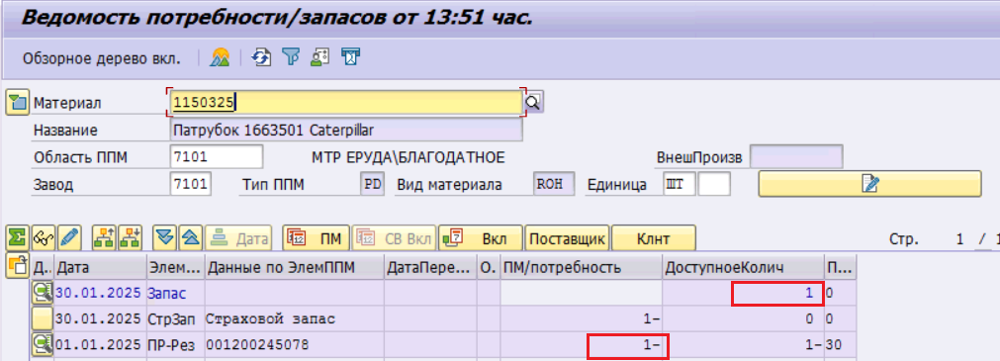 Ведомость потребности/запасов от 13:51 час.
Обзорное дерево вкл.
Материал 1150325
Название Патрубок 1663501 Caterpillar
Область ППМ 7101 МТР ЕРУДА\БЛАГОДАТНОЕ ВнешПроизв
Завод 7101 Тип ППМ PD Вид материала ROH Единица ШТ
Дата ПМ СВ Вкл Вкл Поставщик Клнт Стр. 1 / 1
Д.. Дата Элем... Данные по ЭлемППМ ДатаПере... О. ПМ/потребность ДоступноеКолич П...
30.01.2025 Запас 1 0
30.01.2025 СтрЗап Страховой запас 1- 0 0
01.01.2025 ПР-Рез 001200245078 1- 1- 30